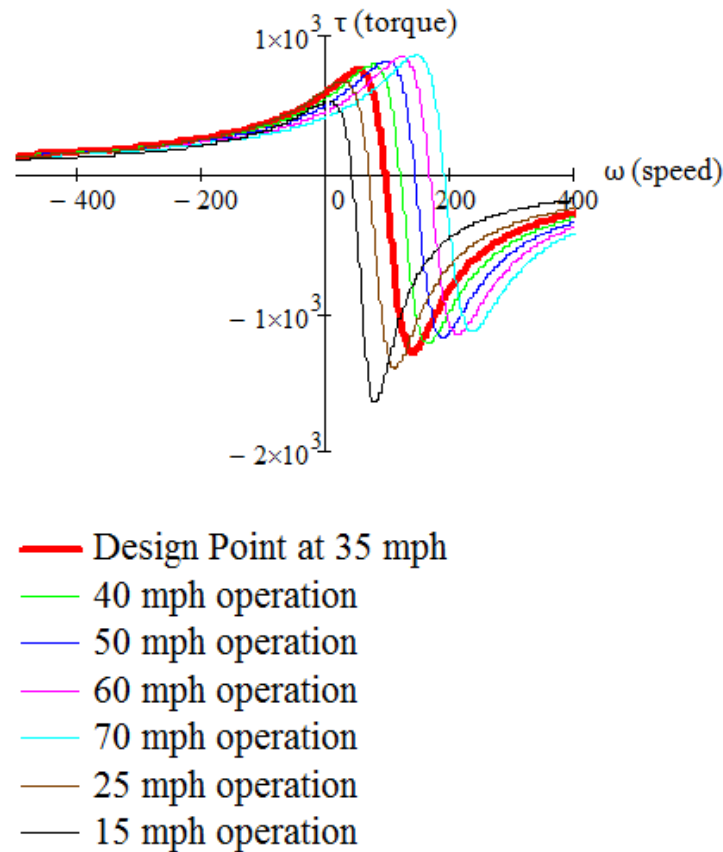 1×10³ τ (torque)
ω (speed)
− 400 − 200 0 200 400
− 1×10³
− 2×10³
Design Point at 35 mph
40 mph operation
50 mph operation
60 mph operation
70 mph operation
25 mph operation
15 mph operation